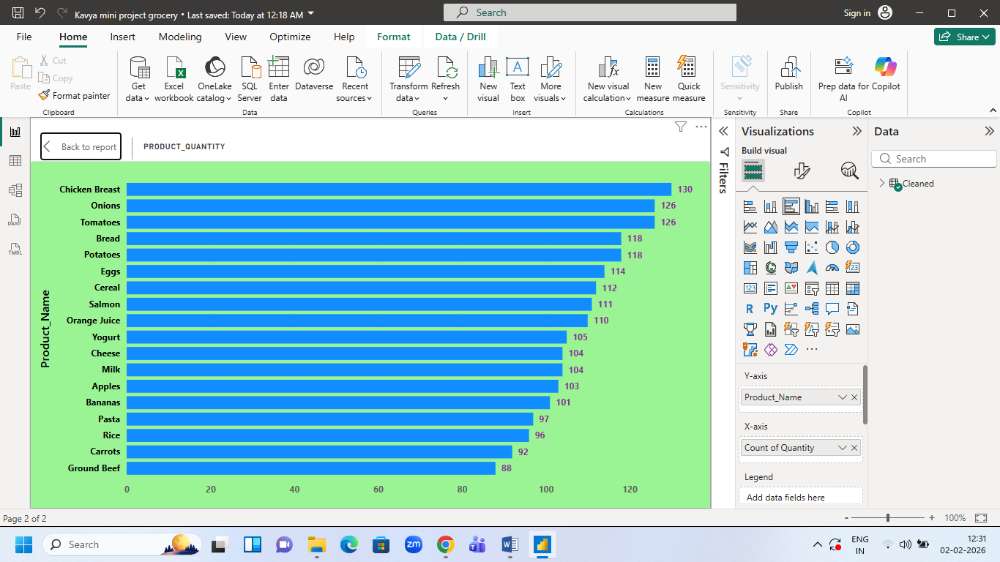 Kavya mini project grocery • Last saved: Today at 12:18 AM
Search
Sign in
File
Home
Insert
Modeling
View
Optimize
Help
Format
Data / Drill
Share
Paste
Cut
Copy
Format painter
Clipboard
Get data
Excel workbook
OneLake catalog
SQL Server
Enter data
Dataverse
Recent sources
Data
Transform data
Refresh
Queries
New visual
Text box
More visuals
Insert
New visual calculation
New measure
Quick measure
Calculations
Sensitivity
Sensitivity
Publish
Share
Prep data for AI
Copilot
Copilot
DAX
TMDL
Back to report
PRODUCT_QUANTITY
Product_Name
Chicken Breast 130
Onions 126
Tomatoes 126
Bread 118
Potatoes 118
Eggs 114
Cereal 112
Salmon 111
Orange Juice 110
Yogurt 105
Cheese 104
Milk 104
Apples 103
Bananas 101
Pasta 97
Rice 96
Carrots 92
Ground Beef 88
0 20 40 60 80 100 120
Filters
Visualizations
Build visual
123
123
R
Py
Y-axis
Product_Name
X-axis
Count of Quantity
Legend
Add data fields here
Data
Search
Cleaned
Page 2 of 2
- + 100%
Search
zm
ENG
IN
12:31
02-02-2026